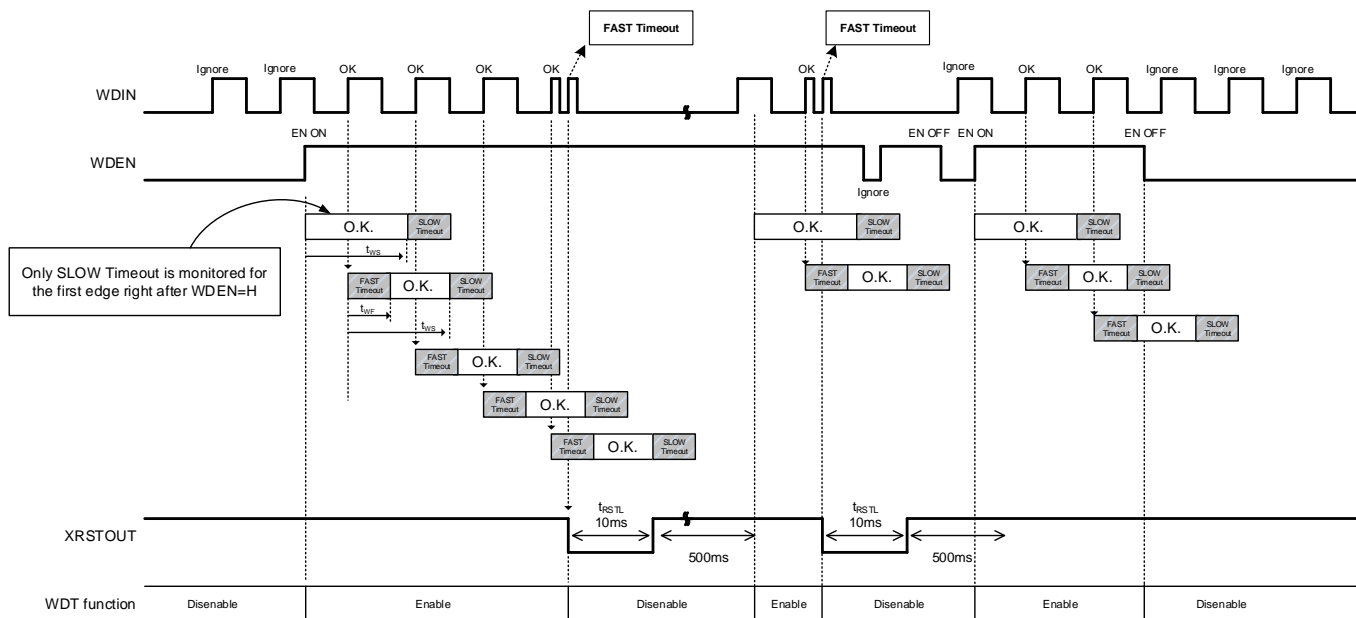 FAST Timeout
FAST Timeout
Ignore
Ignore
OK
OK
OK
OK
OK
Ignore
OK
OK
Ignore
Ignore
Ignore
WDIN
EN ON
EN OFF
EN ON
EN OFF
WDEN
Ignore
O.K.
SLOW
Timeout
O.K.
SLOW
Timeout
O.K.
SLOW
Timeout
tWS
Only SLOW Timeout is monitored for
the first edge right after WDEN=H
FAST
Timeout
O.K.
SLOW
Timeout
FAST
Timeout
O.K.
SLOW
Timeout
FAST
Timeout
O.K.
SLOW
Timeout
tWF
tWS
FAST
Timeout
O.K.
SLOW
Timeout
FAST
Timeout
O.K.
SLOW
Timeout
FAST
Timeout
O.K.
SLOW
Timeout
FAST
Timeout
O.K.
SLOW
Timeout
tRSTL
10ms
tRSTL
10ms
XRSTOUT
500ms
500ms
WDT function
Disenable
Enable
Disenable
Enable
Disenable
Enable
Disenable